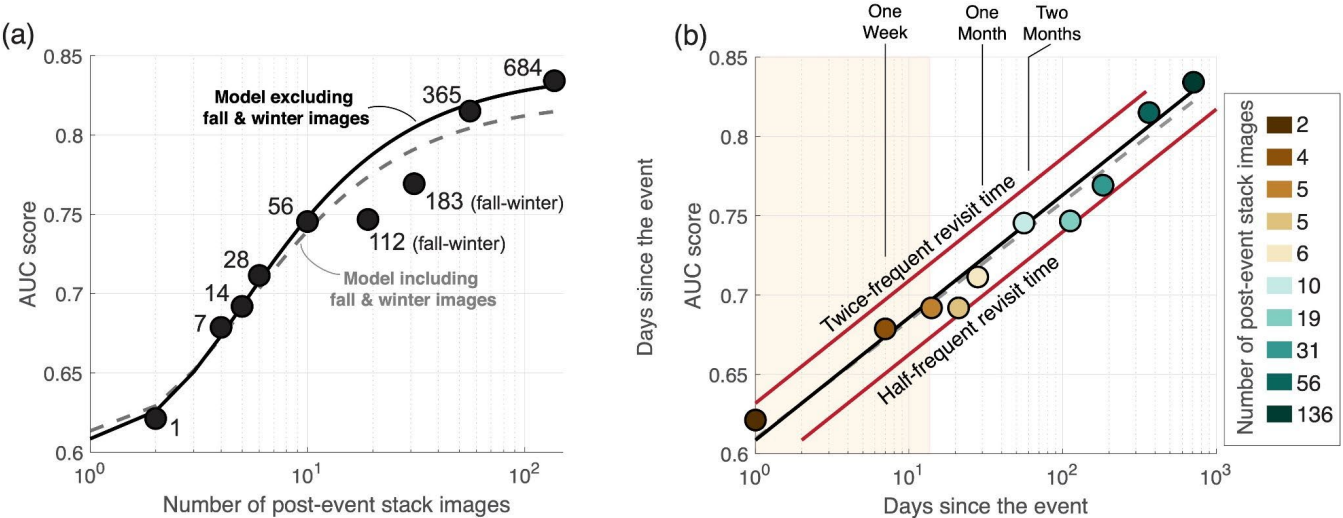 (a)
0.85
0.8
0.75
0.7
0.65
0.6
AUC score
10^0
10^1
10^2
Number of post-event stack images
Model excluding
fall & winter images
684
365
183 (fall-winter)
112 (fall-winter)
56
28
14
7
1
Model including
fall & winter images
Days since the event
(b)
One
Week
One
Month
Two
Months
0.85
0.8
0.75
0.7
0.65
0.6
AUC score
10^0
10^1
10^2
10^3
Days since the event
Twice-frequent revisit time
Half-frequent revisit time
Number of post-event stack images
2
4
5
5
6
10
19
31
56
136